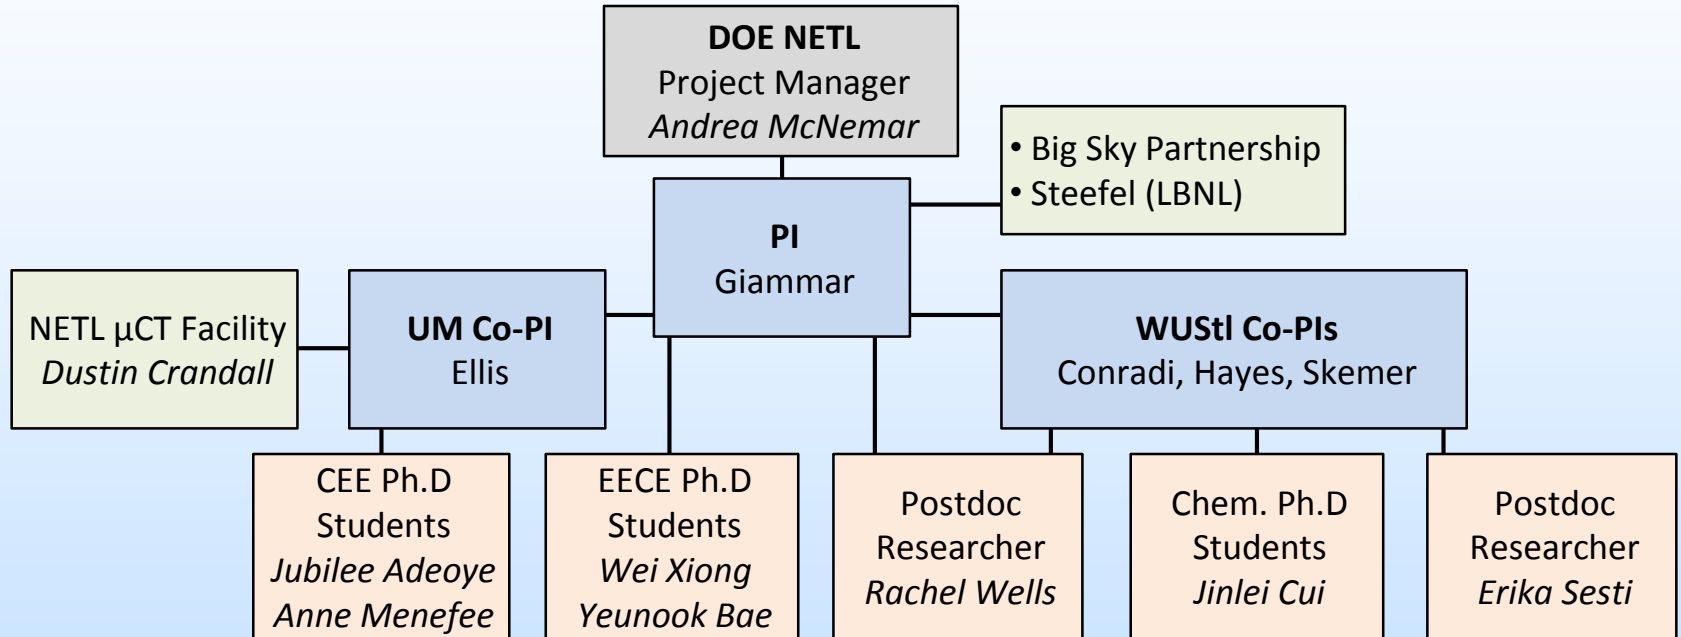 DOE NETL
Project Manager
Andrea McNemar
• Big Sky Partnership
• Steefel (LBNL)
PI
Giammar
NETL µCT Facility
Dustin Crandall
UM Co-PI
Ellis
WUStl Co-PIs
Conradi, Hayes, Skemer
CEE Ph.D
Students
Jubilee Adeoye
Anne Menefee
EECE Ph.D
Students
Wei Xiong
Yeunook Bae
Postdoc
Researcher
Rachel Wells
Chem. Ph.D
Students
Jinlei Cui
Postdoc
Researcher
Erika Sesti